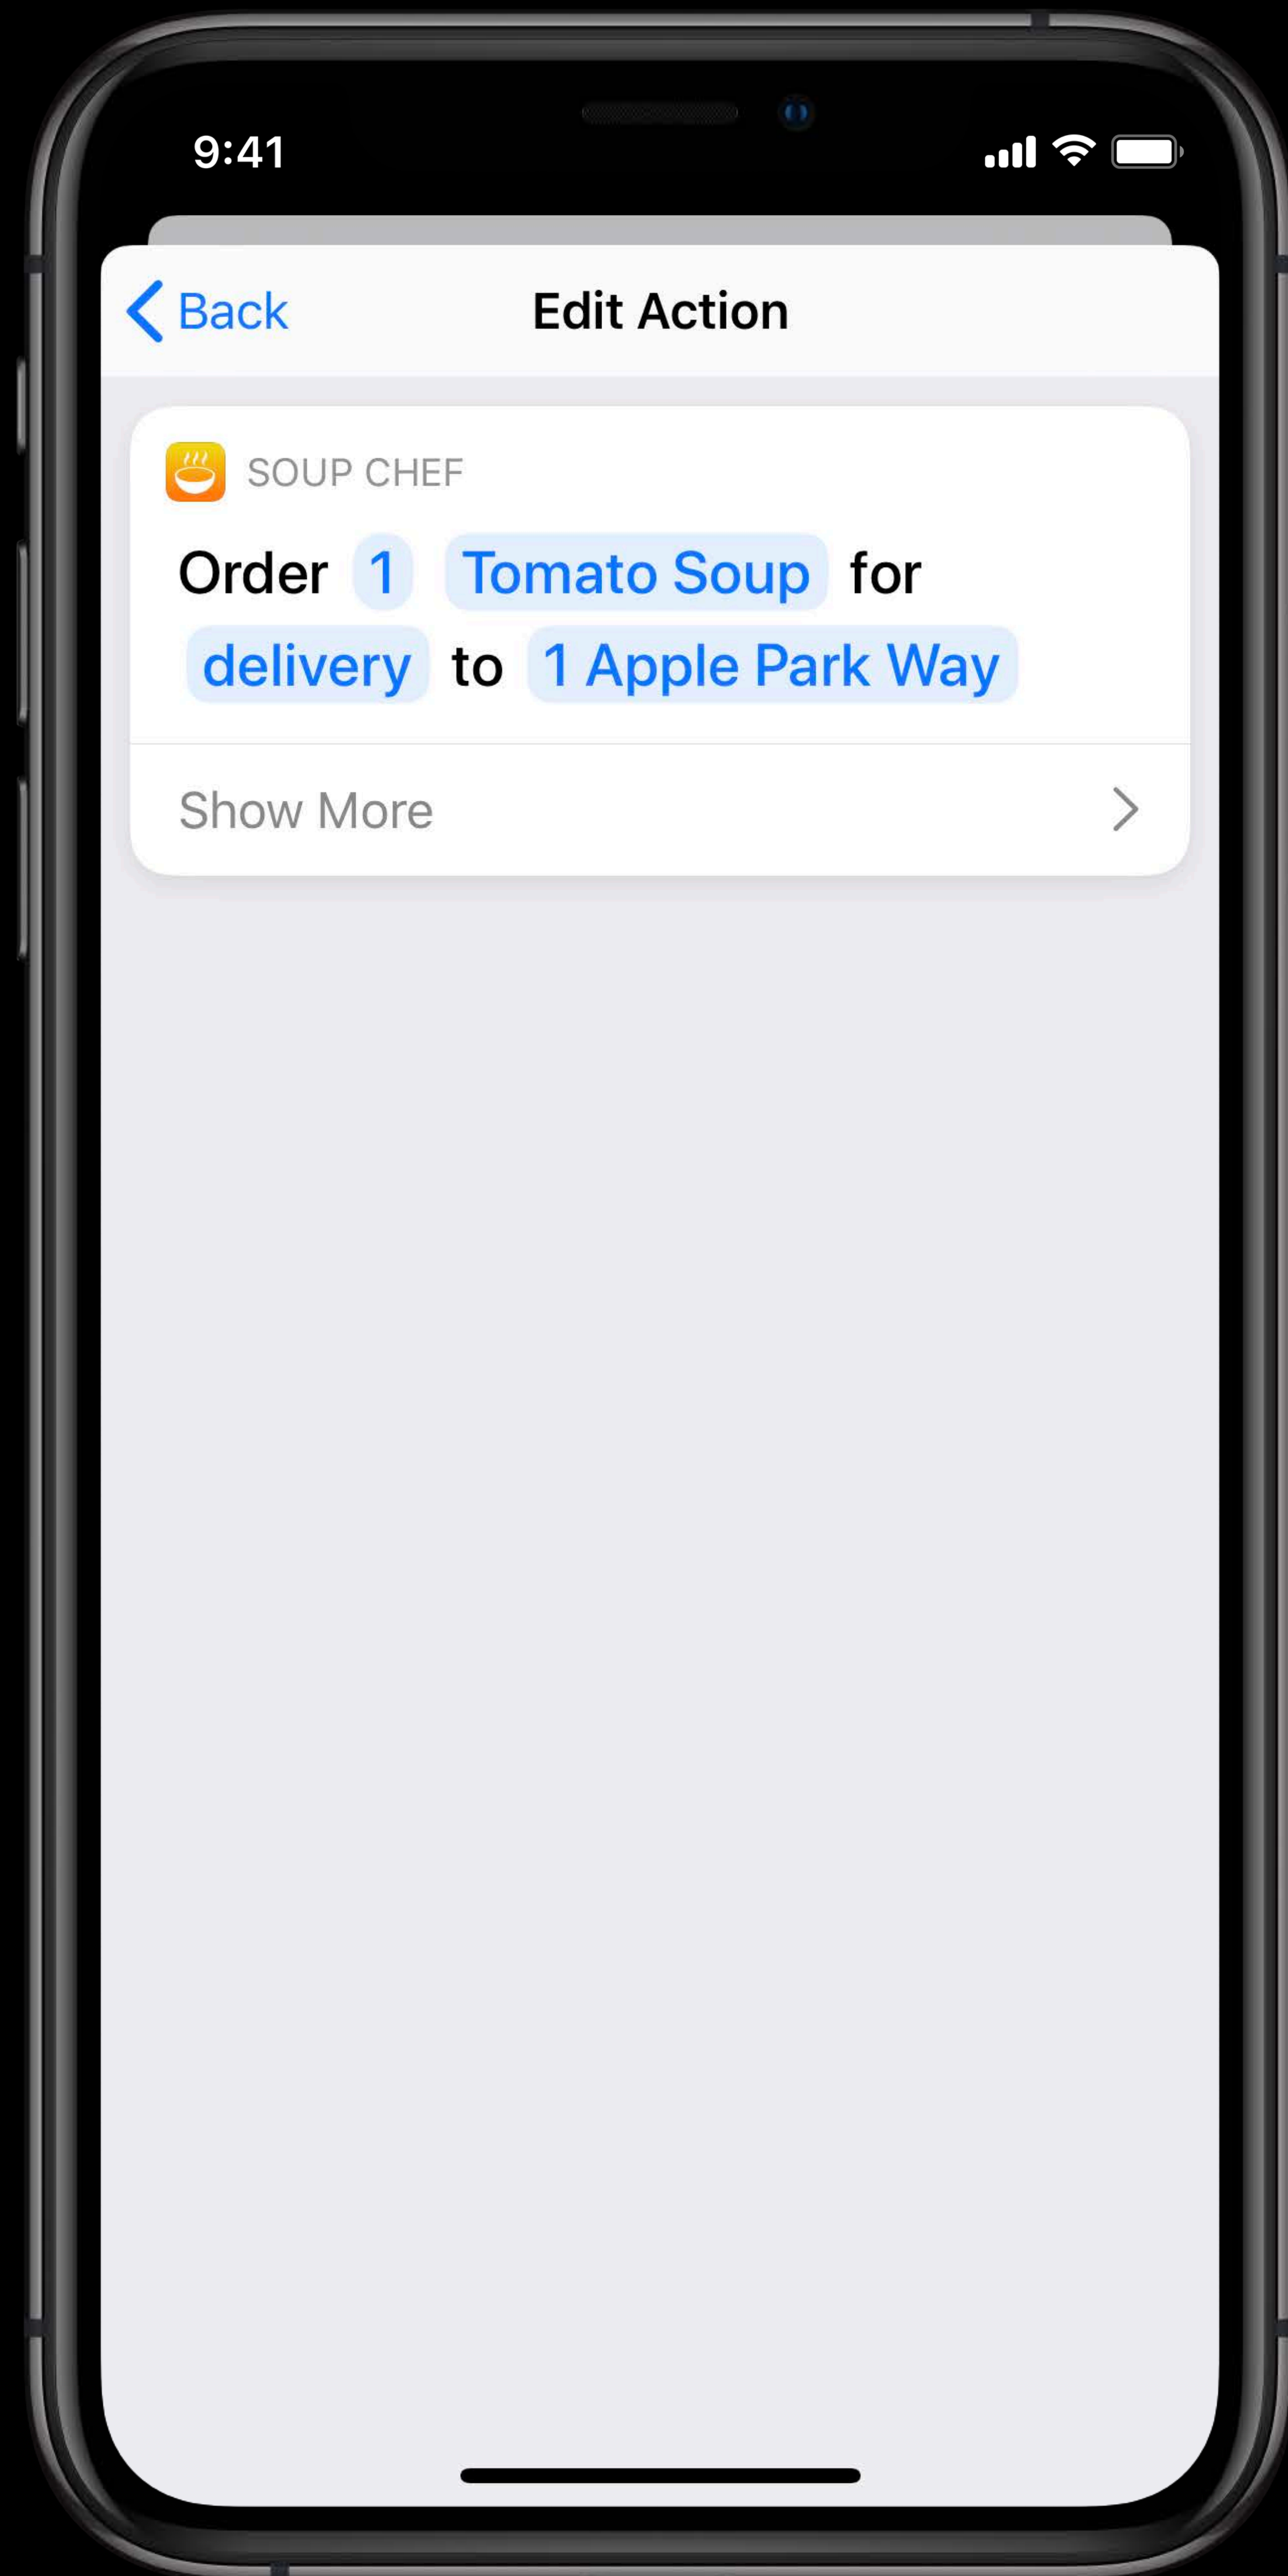 9:41
Back
Edit Action
SOUP CHEF
Order 1 Tomato Soup for
delivery to 1 Apple Park Way
Show More